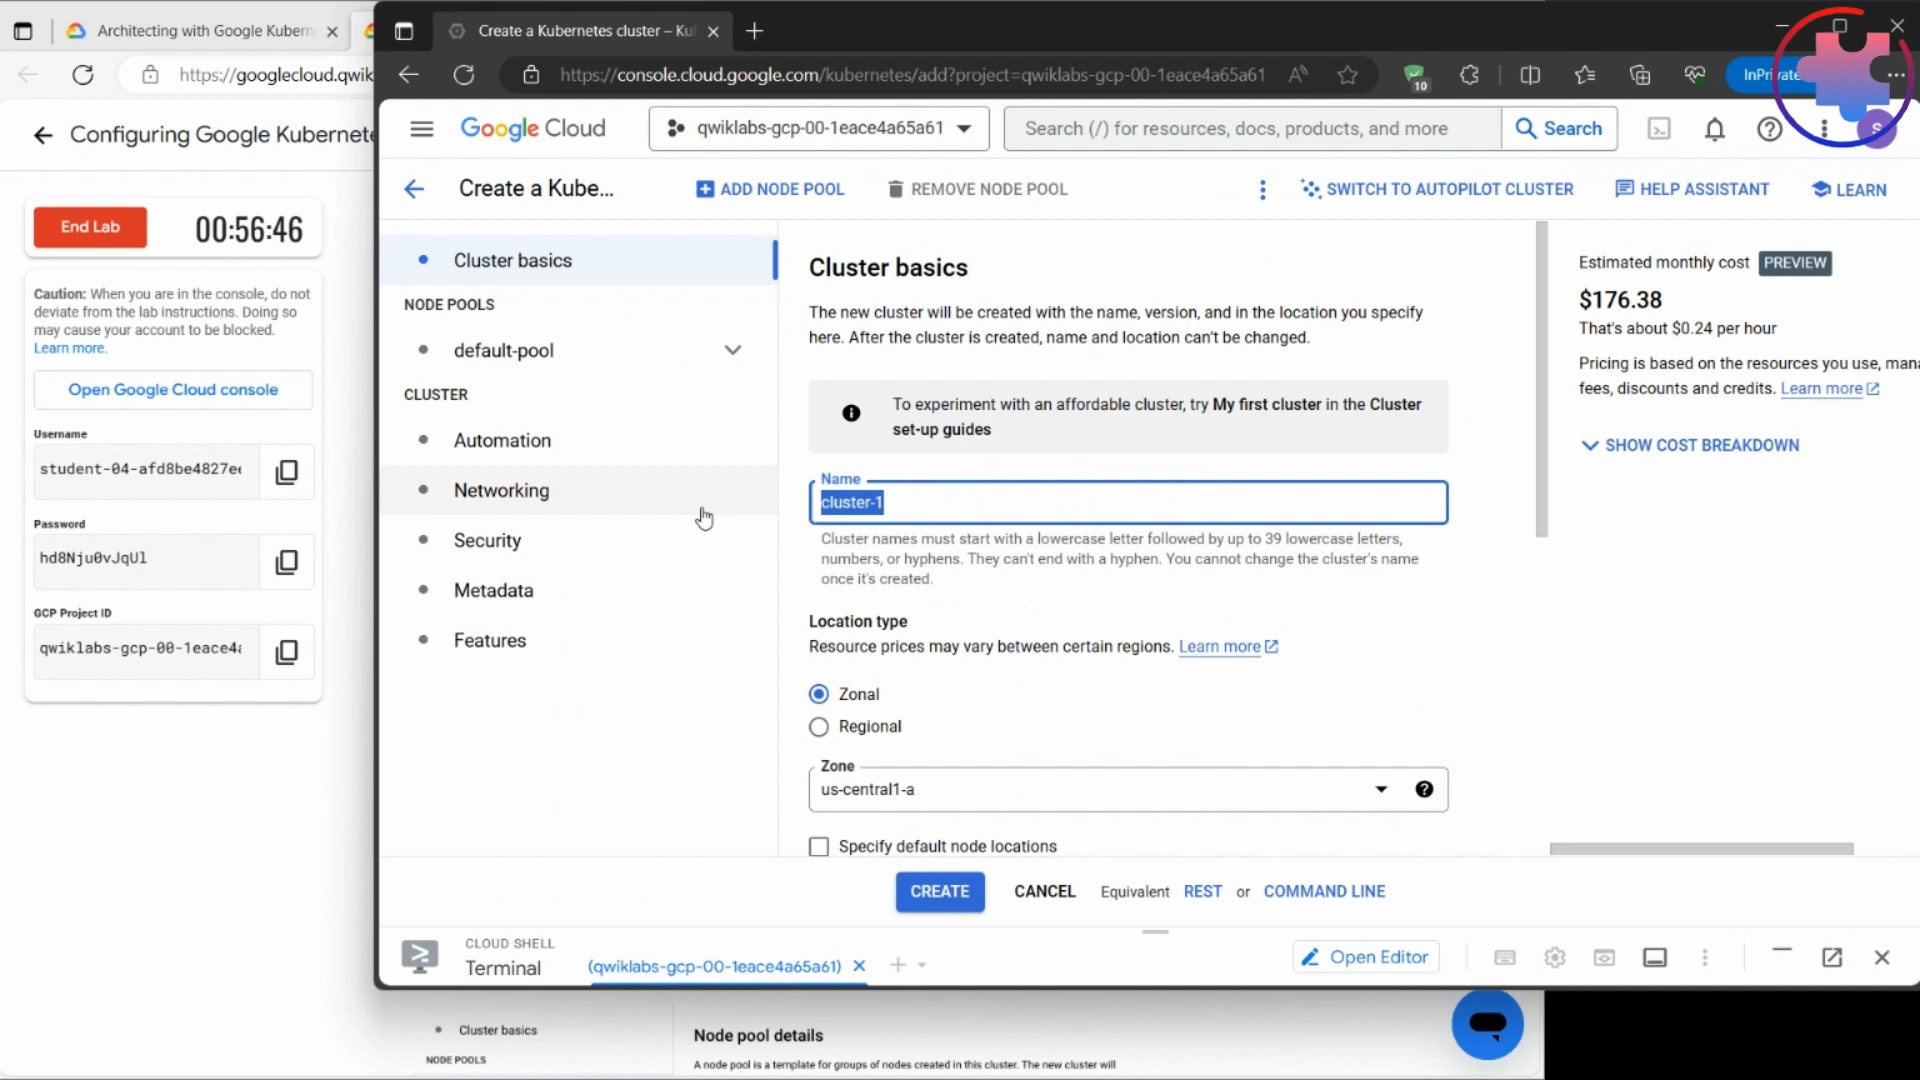 Architecting with Google Kubern
https://googlecloud.qwik
Configuring Google Kubernete
End Lab
00:56:46
Caution: When you are in the console, do not
deviate from the lab instructions. Doing so
may cause your account to be blocked.
Learn more.
Open Google Cloud console
Username
student-04-afd8be4827ee
Password
hd8Nju0vJqUl
GCP Project ID
qwiklabs-gcp-00-1eace4a
Create a Kubernetes cluster – Ku
https://console.cloud.google.com/kubernetes/add?project=qwiklabs-gcp-00-1eace4a65a61
10
InPrivate
Google Cloud
qwiklabs-gcp-00-1eace4a65a61
Search (/) for resources, docs, products, and more
Search
S
Create a Kube...
ADD NODE POOL
REMOVE NODE POOL
SWITCH TO AUTOPILOT CLUSTER
HELP ASSISTANT
LEARN
Cluster basics
NODE POOLS
default-pool
CLUSTER
Automation
Networking
Security
Metadata
Features
Cluster basics
The new cluster will be created with the name, version, and in the location you specify
here. After the cluster is created, name and location can't be changed.
To experiment with an affordable cluster, try My first cluster in the Cluster
set-up guides
Name
cluster-1
Cluster names must start with a lowercase letter followed by up to 39 lowercase letters,
numbers, or hyphens. They can't end with a hyphen. You cannot change the cluster's name
once it's created.
Location type
Resource prices may vary between certain regions. Learn more
Zonal
Regional
Zone
us-central1-a
Specify default node locations
Estimated monthly cost PREVIEW
$176.38
That's about $0.24 per hour
Pricing is based on the resources you use, mana
fees, discounts and credits. Learn more
SHOW COST BREAKDOWN
CREATE
CANCEL
Equivalent REST or COMMAND LINE
CLOUD SHELL
Terminal
(qwiklabs-gcp-00-1eace4a65a61)
Open Editor
Cluster basics
NODE POOLS
Node pool details
A node pool is a template for groups of nodes created in this cluster. The new cluster will